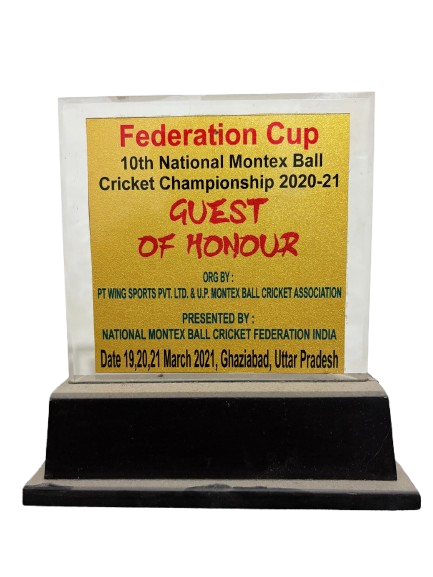 Federation Cup
10th National Montex Ball
Cricket Championship 2020-21
GUEST
OF HONOUR
ORG BY :
PT WING SPORTS PVT. LTD. & U.P. MONTEX BALL CRICKET ASSOCIATION
PRESENTED BY :
NATIONAL MONTEX BALL CRICKET FEDERATION INDIA
Date 19,20,21 March 2021, Ghaziabad, Uttar Pradesh